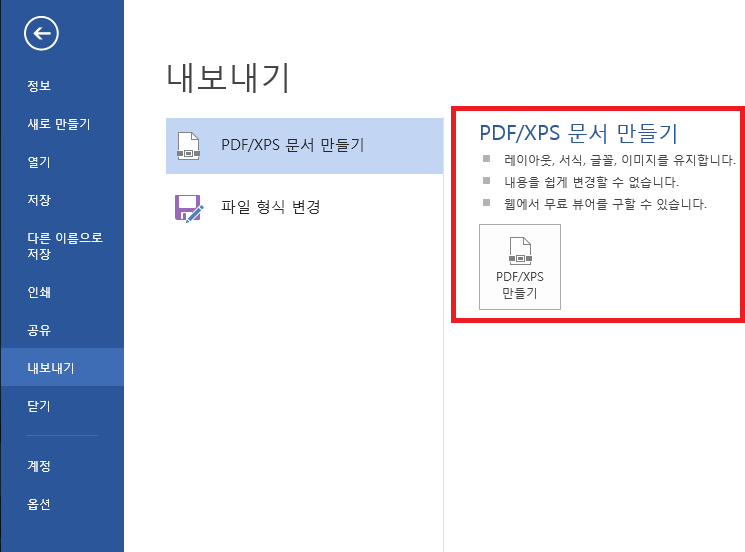 정보
새로 만들기
열기
저장
다른 이름으로
저장
인쇄
공유
내보내기
닫기
계정
옵션
내보내기
PDF/XPS 문서 만들기
파일 형식 변경
PDF/XPS 문서 만들기
레이아웃, 서식, 글꼴, 이미지를 유지합니다.
내용을 쉽게 변경할 수 없습니다.
웹에서 무료 뷰어를 구할 수 있습니다.
PDF/XPS
만들기